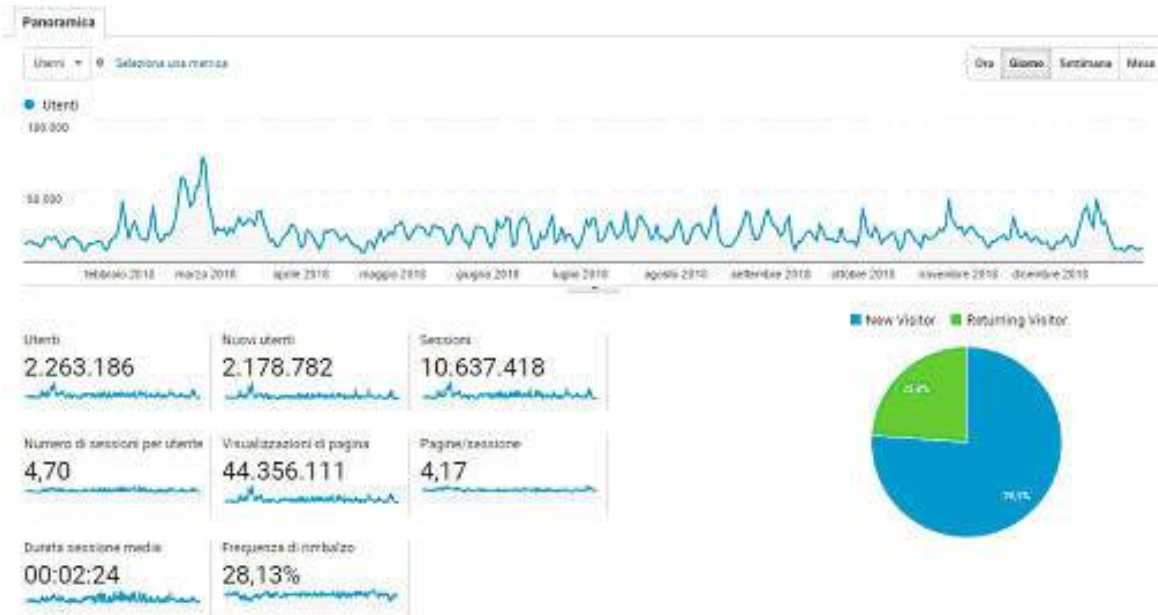 Panoramica
Utenti
Seleziona una metrica
Ora Giorno Settimana Mese
Utenti
100.000
50.000
febbraio 2018 marzo 2018 aprile 2018 maggio 2018 giugno 2018 luglio 2018 agosto 2018 settembre 2018 ottobre 2018 novembre 2018 dicembre 2018
New Visitor Returning Visitor
Utenti Nuovi utenti Sessioni
2.263.186 2.178.782 10.637.418
Numero di sessioni per utente Visualizzazioni di pagina Pagine/sessione
4,70 44.356.111 4,17
Durata sessione media Frequenza di rimbalzo
00:02:24 28,13%